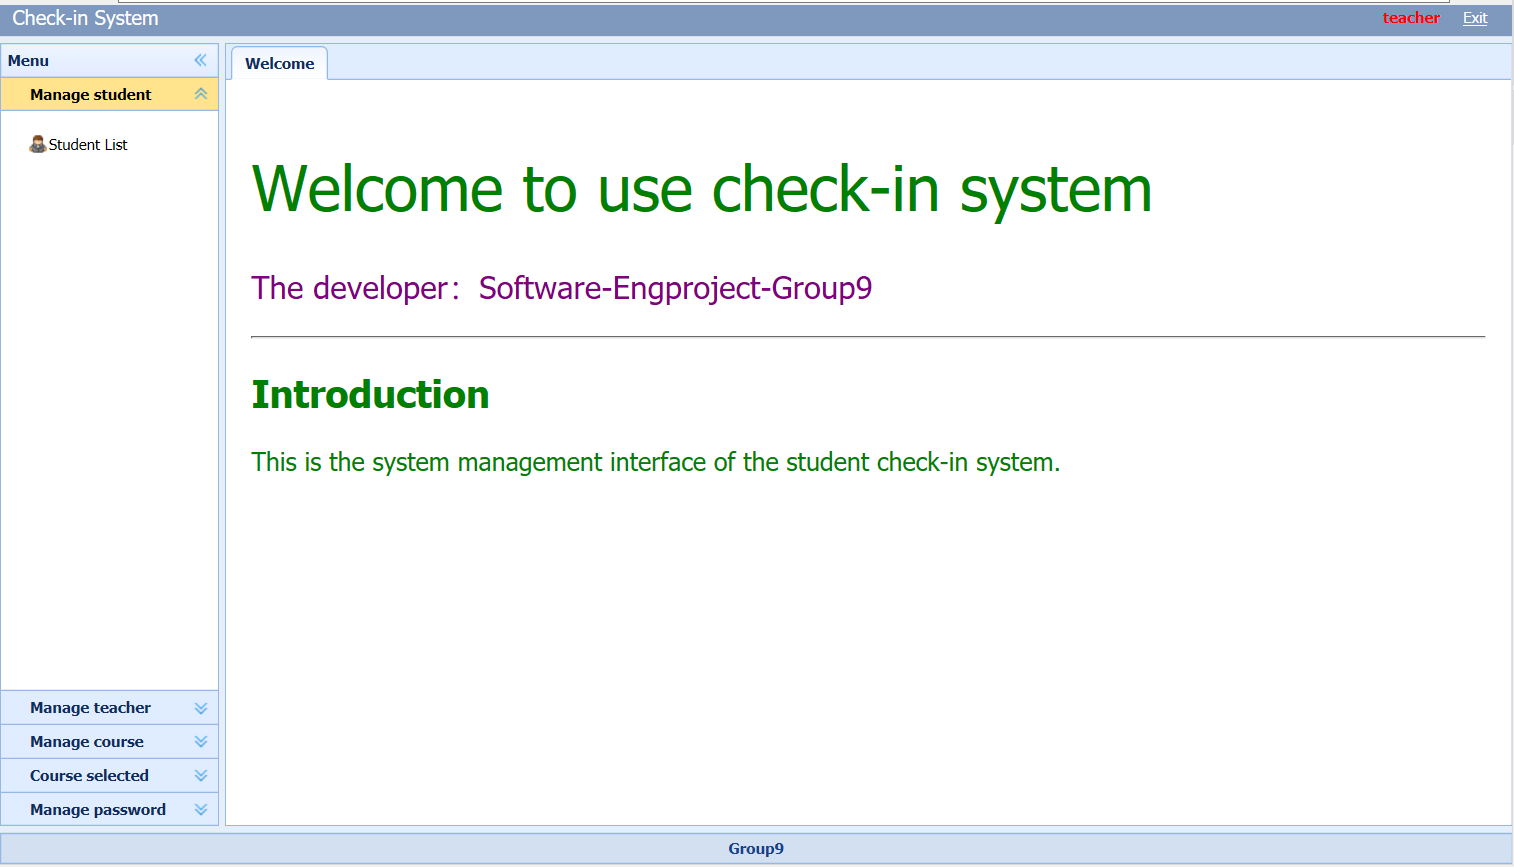 Check-in System
teacher
Exit
Menu
Manage student
Student List
Manage teacher
Manage course
Course selected
Manage password
Welcome
Welcome to use check-in system
The developer：Software-Engproject-Group9
Introduction
This is the system management interface of the student check-in system.
Group9